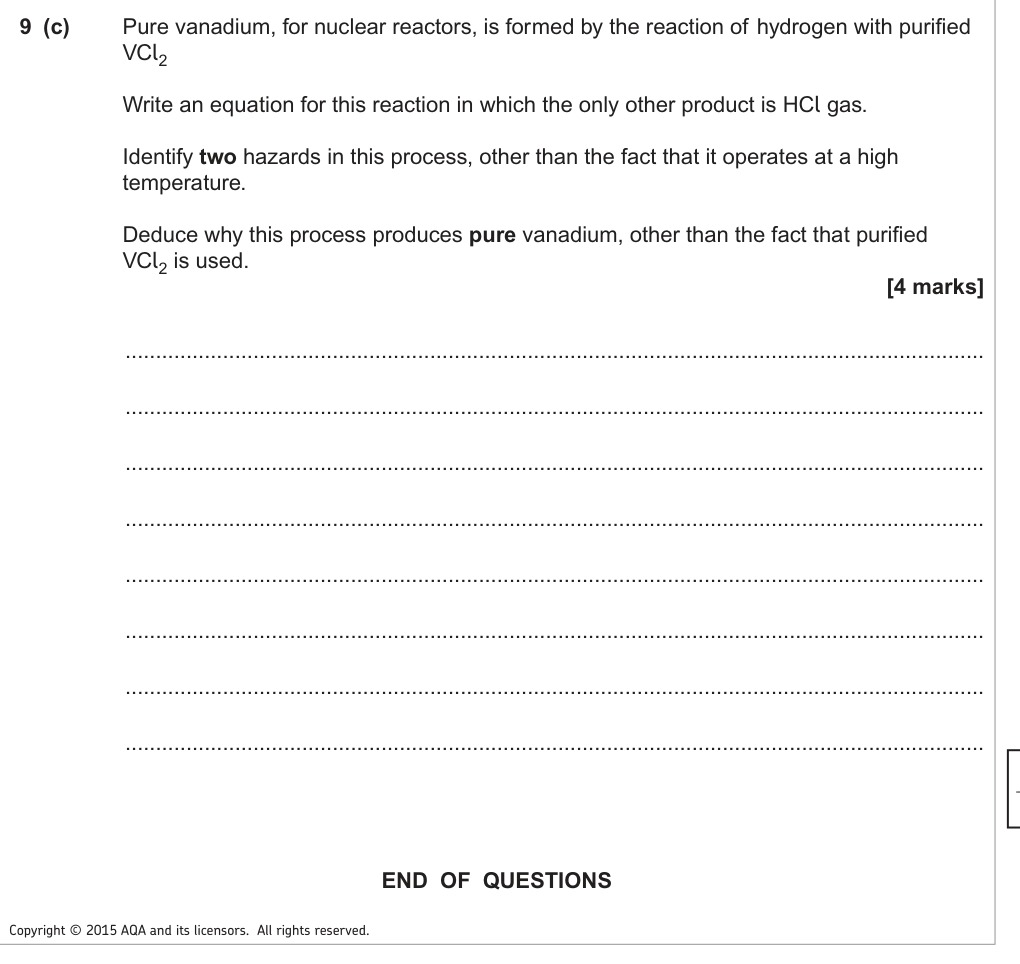 9 (c) Pure vanadium, for nuclear reactors, is formed by the reaction of hydrogen with purified
VCl₂
Write an equation for this reaction in which the only other product is HCl gas.
Identify two hazards in this process, other than the fact that it operates at a high
temperature.
Deduce why this process produces pure vanadium, other than the fact that purified
VCl₂ is used.
[4 marks]
END OF QUESTIONS
Copyright © 2015 AQA and its licensors. All rights reserved.